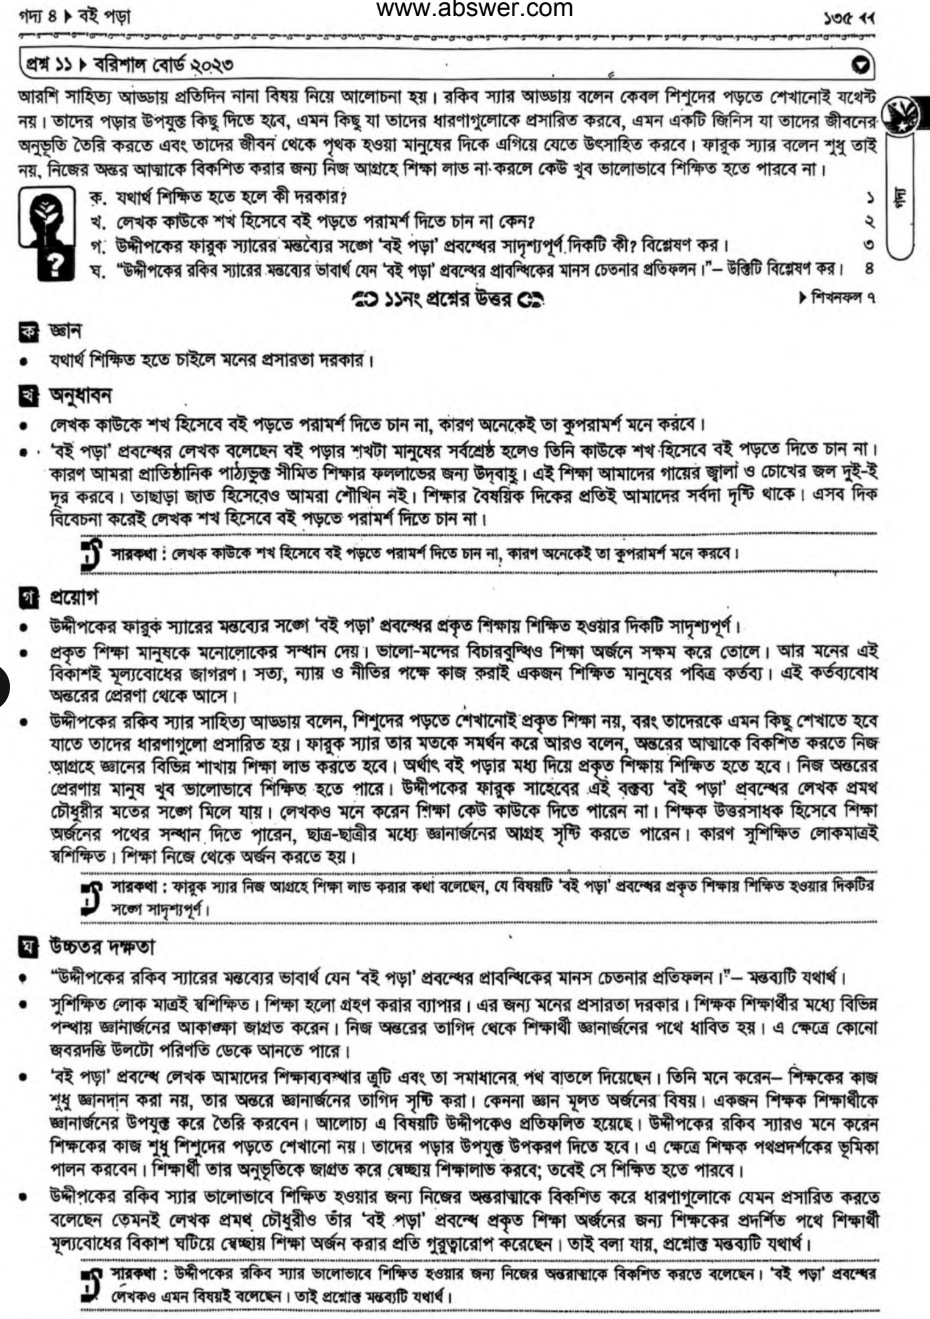 www.abswer.com
গদ্য ৪ ▶ বই পড়া
১৩৫
প্রশ্ন ১১ ▶ বরিশাল বোর্ড ২০২৩
আরশি সাহিত্য আড্ডায় প্রতিদিন নানা বিষয় নিয়ে আলোচনা হয়। রকিব স্যার আড্ডায় বলেন কেবল শিশুদের পড়তে শেখানোই যথেষ্ট
নয়। তাদের পড়ার উপযুক্ত কিছু দিতে হবে, এমন কিছু যা তাদের ধারণাগুলোকে প্রসারিত করবে, এমন একটি জিনিস যা তাদের জীবনের
অনুভূতি তৈরি করতে এবং তাদের জীবন থেকে পৃথক হওয়া মানুষের দিকে এগিয়ে যেতে উৎসাহিত করবে। ফারুক স্যার বলেন শুধু তাই
নয়, নিজের অন্তর আত্মাকে বিকশিত করার জন্য নিজ আগ্রহে শিক্ষা লাভ না করলে কেউ খুব ভালোভাবে শিক্ষিত হতে পারবে না।
ক. যথার্থ শিক্ষিত হতে হলে কী দরকার? ১
খ. লেখক কাউকে শখ হিসেবে বই পড়তে পরামর্শ দিতে চান না কেন? ২
গ. উদ্দীপকের ফারুক স্যারের মন্তব্যের সঙ্গে ‘বই পড়া’ প্রবন্ধের সাদৃশ্যপূর্ণ দিকটি কী? বিশ্লেষণ কর। ৩
ঘ. “উদ্দীপকের রকিব স্যারের মন্তব্যের ভাবার্থ যেন ‘বই পড়া’ প্রবন্ধের প্রাবন্ধিকের মানস চেতনার প্রতিফলন।”– উক্তিটি বিশ্লেষণ কর। ৪
গদ্য
১১নং প্রশ্নের উত্তর
▶ শিখনফল ৭
ক জ্ঞান
• যথার্থ শিক্ষিত হতে চাইলে মনের প্রসারতা দরকার।
খ অনুধাবন
• লেখক কাউকে শখ হিসেবে বই পড়তে পরামর্শ দিতে চান না, কারণ অনেকেই তা কুপরামর্শ মনে করবে।
• ‘বই পড়া’ প্রবন্ধের লেখক বলেছেন বই পড়ার শখটা মানুষের সর্বশ্রেষ্ঠ হলেও তিনি কাউকে শখ হিসেবে বই পড়তে দিতে চান না।
কারণ আমরা প্রাতিষ্ঠানিক পাঠ্যভুক্ত সীমিত শিক্ষার ফললাভের জন্য উদ্‌বাহু। এই শিক্ষা আমাদের গায়ের জ্বালা ও চোখের জল দুই-ই
দূর করবে। তাছাড়া জাত হিসেবেও আমরা শৌখিন নই। শিক্ষার বৈষয়িক দিকের প্রতিই আমাদের সর্বদা দৃষ্টি থাকে। এসব দিক
বিবেচনা করেই লেখক শখ হিসেবে বই পড়তে পরামর্শ দিতে চান না।
সারকথা : লেখক কাউকে শখ হিসেবে বই পড়তে পরামর্শ দিতে চান না, কারণ অনেকেই তা কুপরামর্শ মনে করবে।
গ প্রয়োগ
• উদ্দীপকের ফারুক স্যারের মন্তব্যের সঙ্গে ‘বই পড়া’ প্রবন্ধের প্রকৃত শিক্ষায় শিক্ষিত হওয়ার দিকটি সাদৃশ্যপূর্ণ।
• প্রকৃত শিক্ষা মানুষকে মনোলোকের সন্ধান দেয়। ভালো-মন্দের বিচারবুদ্ধিও শিক্ষা অর্জনে সক্ষম করে তোলে। আর মনের এই
বিকাশই মূল্যবোধের জাগরণ। সত্য, ন্যায় ও নীতির পক্ষে কাজ করাই একজন শিক্ষিত মানুষের পবিত্র কর্তব্য। এই কর্তব্যবোধ
অন্তরের প্রেরণা থেকে আসে।
• উদ্দীপকের রকিব স্যার সাহিত্য আড্ডায় বলেন, শিশুদের পড়তে শেখানোই প্রকৃত শিক্ষা নয়, বরং তাদেরকে এমন কিছু শেখাতে হবে
যাতে তাদের ধারণাগুলো প্রসারিত হয়। ফারুক স্যার তার মতকে সমর্থন করে আরও বলেন, অন্তরের আত্মাকে বিকশিত করতে নিজ
আগ্রহে জ্ঞানের বিভিন্ন শাখায় শিক্ষা লাভ করতে হবে। অর্থাৎ বই পড়ার মধ্য দিয়ে প্রকৃত শিক্ষায় শিক্ষিত হতে হবে। নিজ অন্তরের
প্রেরণায় মানুষ খুব ভালোভাবে শিক্ষিত হতে পারে। উদ্দীপকের ফারুক সাহেবের এই বক্তব্য ‘বই পড়া’ প্রবন্ধের লেখক প্রমথ
চৌধুরীর মতের সঙ্গে মিলে যায়। লেখকও মনে করেন শিক্ষা কেউ কাউকে দিতে পারেন না। শিক্ষক উত্তরসাধক হিসেবে শিক্ষা
অর্জনের পথের সন্ধান দিতে পারেন, ছাত্র-ছাত্রীর মধ্যে জ্ঞানার্জনের আগ্রহ সৃষ্টি করতে পারেন। কারণ সুশিক্ষিত লোকমাত্রই
স্বশিক্ষিত। শিক্ষা নিজে থেকে অর্জন করতে হয়।
সারকথা : ফারুক স্যার নিজ আগ্রহে শিক্ষা লাভ করার কথা বলেছেন, যে বিষয়টি ‘বই পড়া’ প্রবন্ধের প্রকৃত শিক্ষায় শিক্ষিত হওয়ার দিকটির
সঙ্গে সাদৃশ্যপূর্ণ।
ঘ উচ্চতর দক্ষতা
• “উদ্দীপকের রকিব স্যারের মন্তব্যের ভাবার্থ যেন ‘বই পড়া’ প্রবন্ধের প্রাবন্ধিকের মানস চেতনার প্রতিফলন।”– মন্তব্যটি যথার্থ।
• সুশিক্ষিত লোক মাত্রই স্বশিক্ষিত। শিক্ষা হলো গ্রহণ করার ব্যাপার। এর জন্য মনের প্রসারতা দরকার। শিক্ষক শিক্ষার্থীর মধ্যে বিভিন্ন
পন্থায় জ্ঞানার্জনের আকাঙ্ক্ষা জাগ্রত করেন। নিজ অন্তরের তাগিদ থেকে শিক্ষার্থী জ্ঞানার্জনের পথে ধাবিত হয়। এ ক্ষেত্রে কোনো
জবরদস্তি উলটো পরিণতি ডেকে আনতে পারে।
• ‘বই পড়া’ প্রবন্ধে লেখক আমাদের শিক্ষাব্যবস্থার ত্রুটি এবং তা সমাধানের পথ বাতলে দিয়েছেন। তিনি মনে করেন– শিক্ষকের কাজ
শুধু জ্ঞানদান করা নয়, তার অন্তরে জ্ঞানার্জনের তাগিদ সৃষ্টি করা। কেননা জ্ঞান মূলত অর্জনের বিষয়। একজন শিক্ষক শিক্ষার্থীকে
জ্ঞানার্জনের উপযুক্ত করে তৈরি করবেন। আলোচ্য এ বিষয়টি উদ্দীপকেও প্রতিফলিত হয়েছে। উদ্দীপকের রকিব স্যারও মনে করেন
শিক্ষকের কাজ শুধু শিশুদের পড়তে শেখানো নয়। তাদের পড়ার উপযুক্ত উপকরণ দিতে হবে। এ ক্ষেত্রে শিক্ষক পথপ্রদর্শকের ভূমিকা
পালন করবেন। শিক্ষার্থী তার অনুভূতিকে জাগ্রত করে স্বেচ্ছায় শিক্ষালাভ করবে; তবেই সে শিক্ষিত হতে পারবে।
• উদ্দীপকের রকিব স্যার ভালোভাবে শিক্ষিত হওয়ার জন্য নিজের অন্তরাত্মাকে বিকশিত করে ধারণাগুলোকে যেমন প্রসারিত করতে
বলেছেন তেমনই লেখক প্রমথ চৌধুরীও তাঁর ‘বই পড়া’ প্রবন্ধে প্রকৃত শিক্ষা অর্জনের জন্য শিক্ষকের প্রদর্শিত পথে শিক্ষার্থী
মূল্যবোধের বিকাশ ঘটিয়ে স্বেচ্ছায় শিক্ষা অর্জন করার প্রতি গুরুত্বারোপ করেছেন। তাই বলা যায়, প্রশ্নোক্ত মন্তব্যটি যথার্থ।
সারকথা : উদ্দীপকের রকিব স্যার ভালোভাবে শিক্ষিত হওয়ার জন্য নিজের অন্তরাত্মাকে বিকশিত করতে বলেছেন। ‘বই পড়া’ প্রবন্ধের
লেখকও এমন বিষয়ই বলেছেন। তাই প্রশ্নোক্ত মন্তব্যটি যথার্থ।